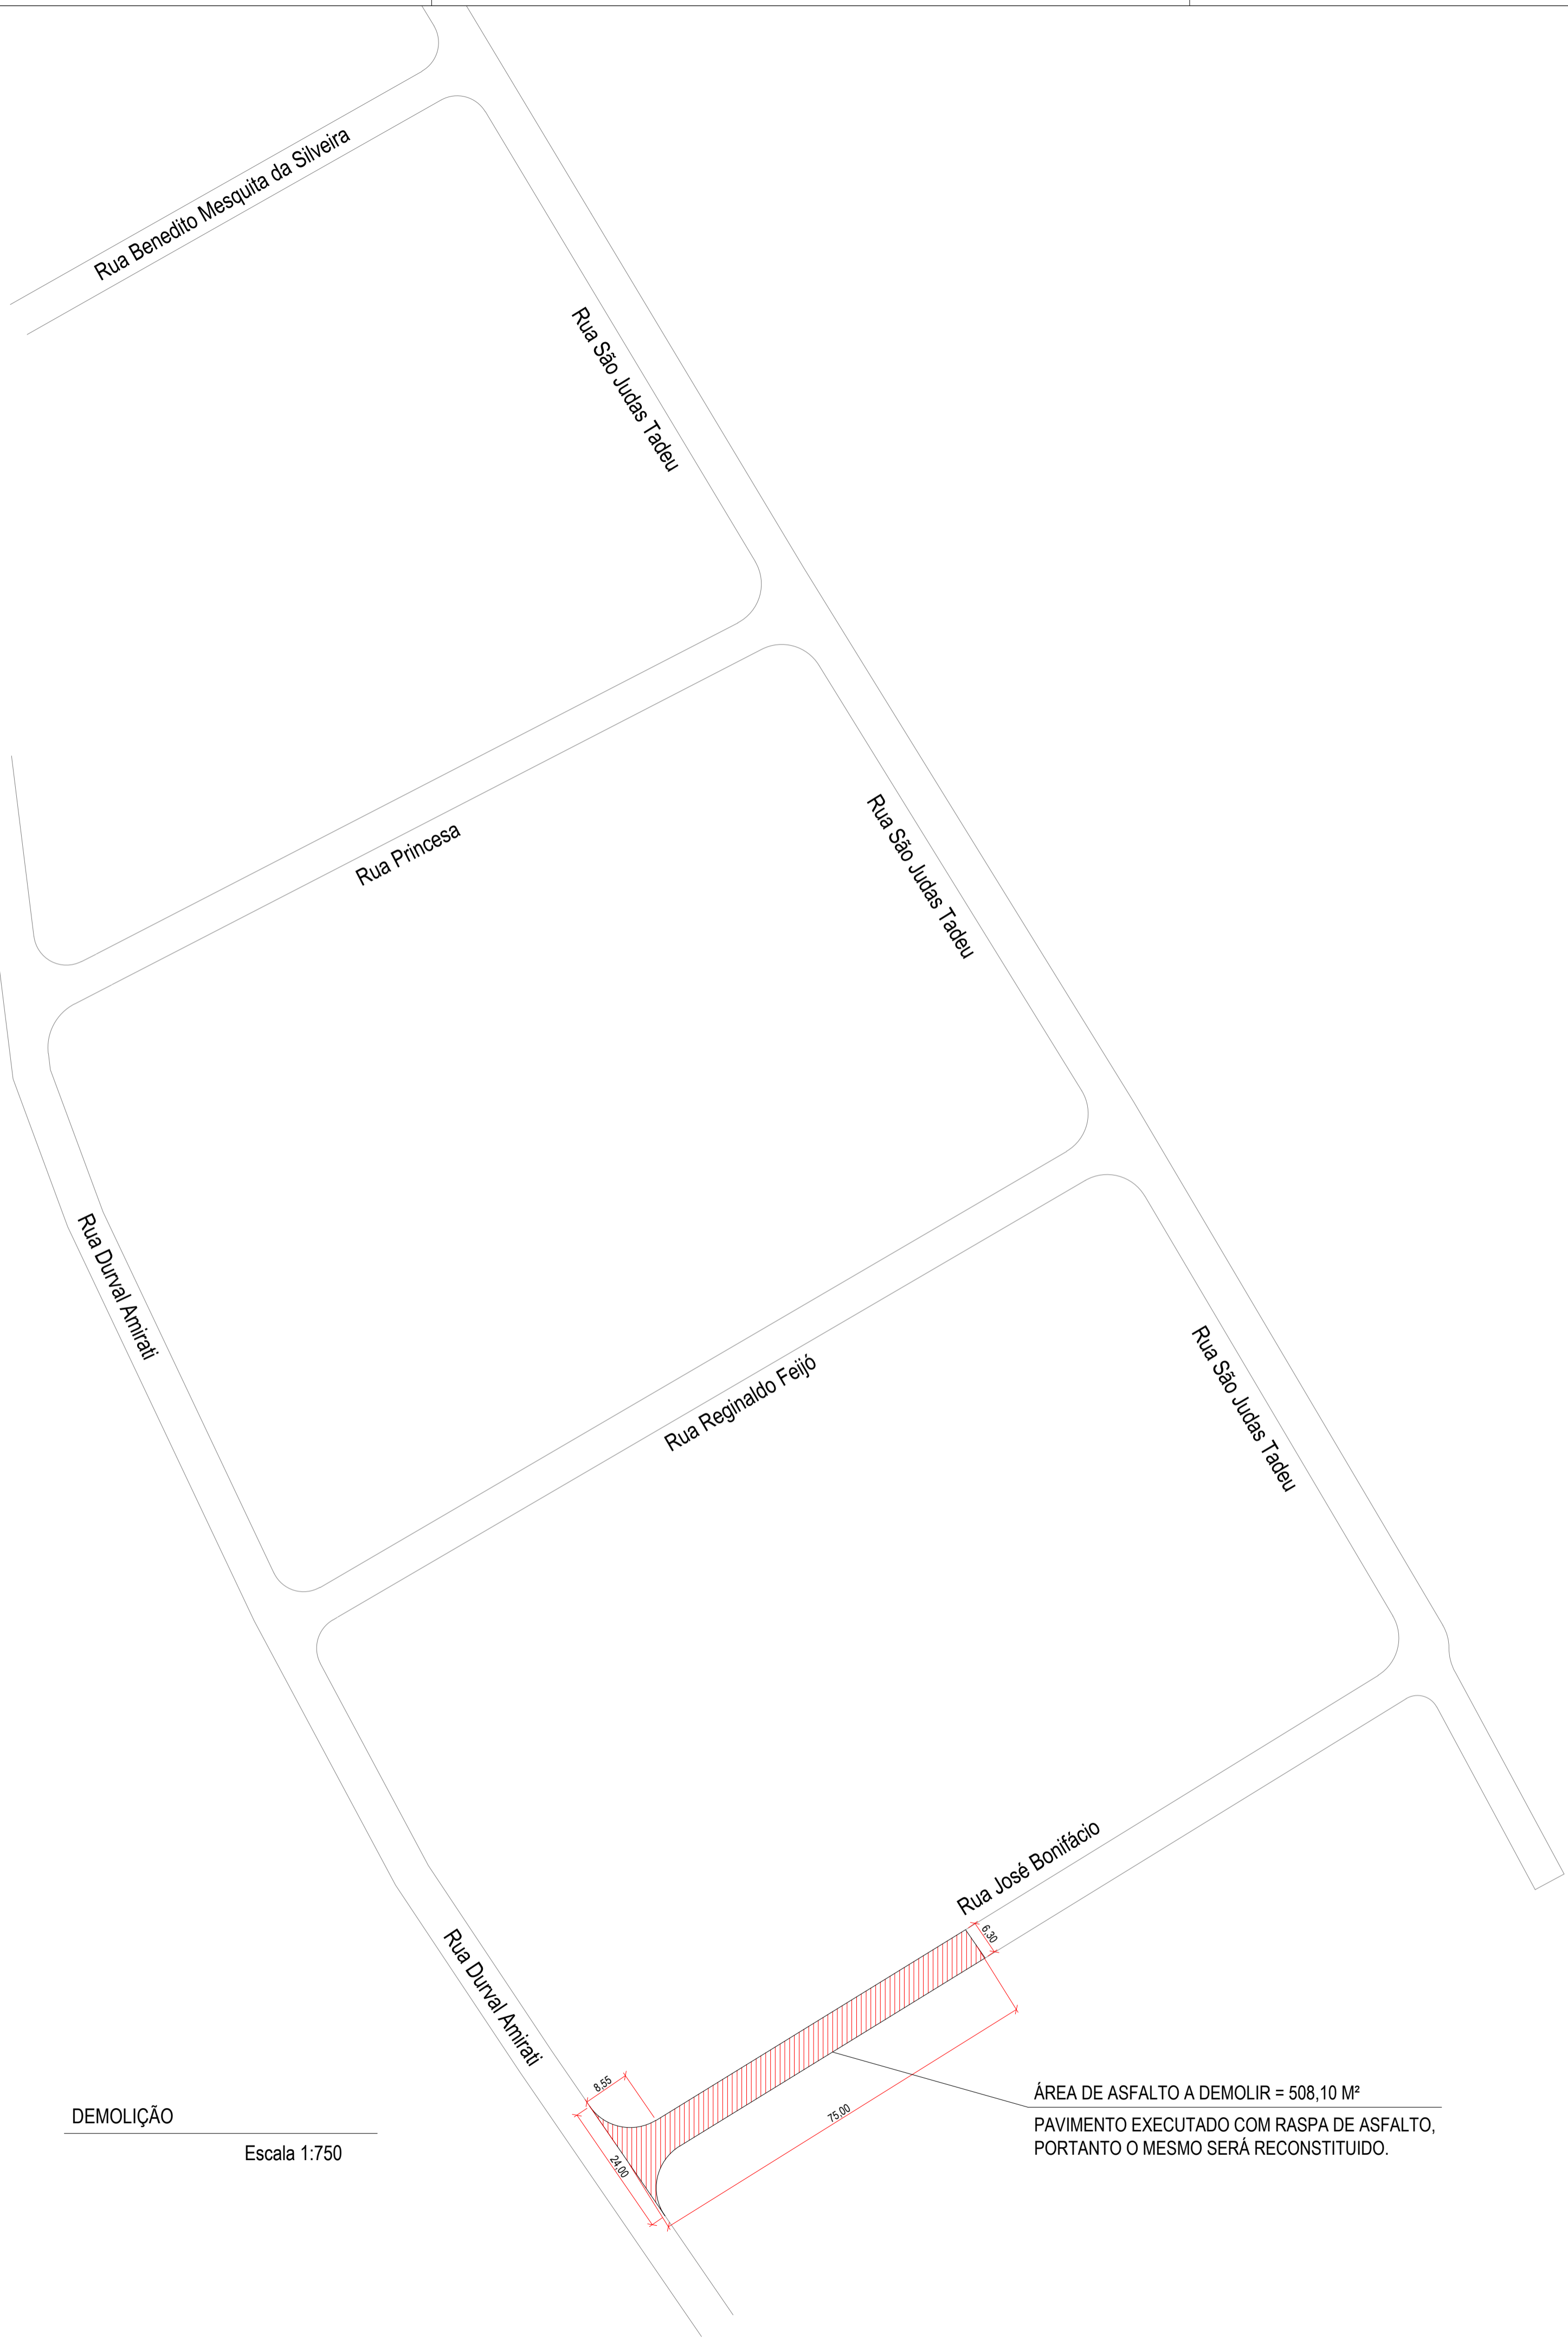 Rua Benedito Mesquita da Silveira
Rua São Judas Tadeu
Rua Princesa
Rua São Judas Tadeu
Rua Durval Amirati
Rua Reginaldo Feijó
Rua São Judas Tadeu
Rua José Bonifácio
6,30
Rua Durval Amirati
8,55
75,00
24,00
ÁREA DE ASFALTO A DEMOLIR = 508,10 M²
PAVIMENTO EXECUTADO COM RASPA DE ASFALTO,
PORTANTO O MESMO SERÁ RECONSTITUIDO.
DEMOLIÇÃO
Escala 1:750